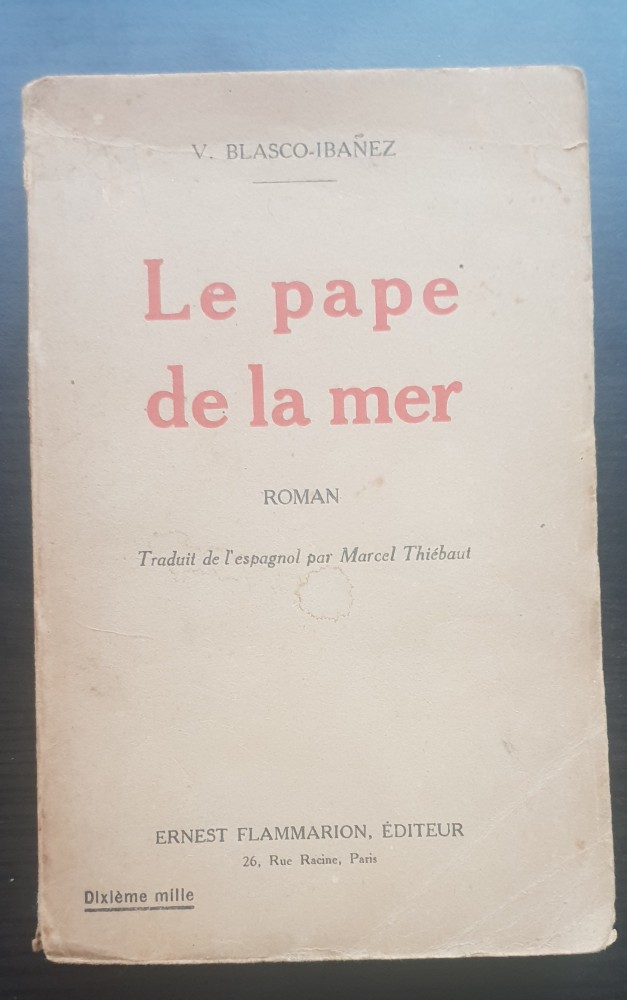 V. BLASCO-IBAÑEZ
Le pape
de la mer
ROMAN
Traduit de l'espagnol par Marcel Thiébaut
ERNEST FLAMMARION, ÉDITEUR
26, Rue Racine, Paris
Dixième mille